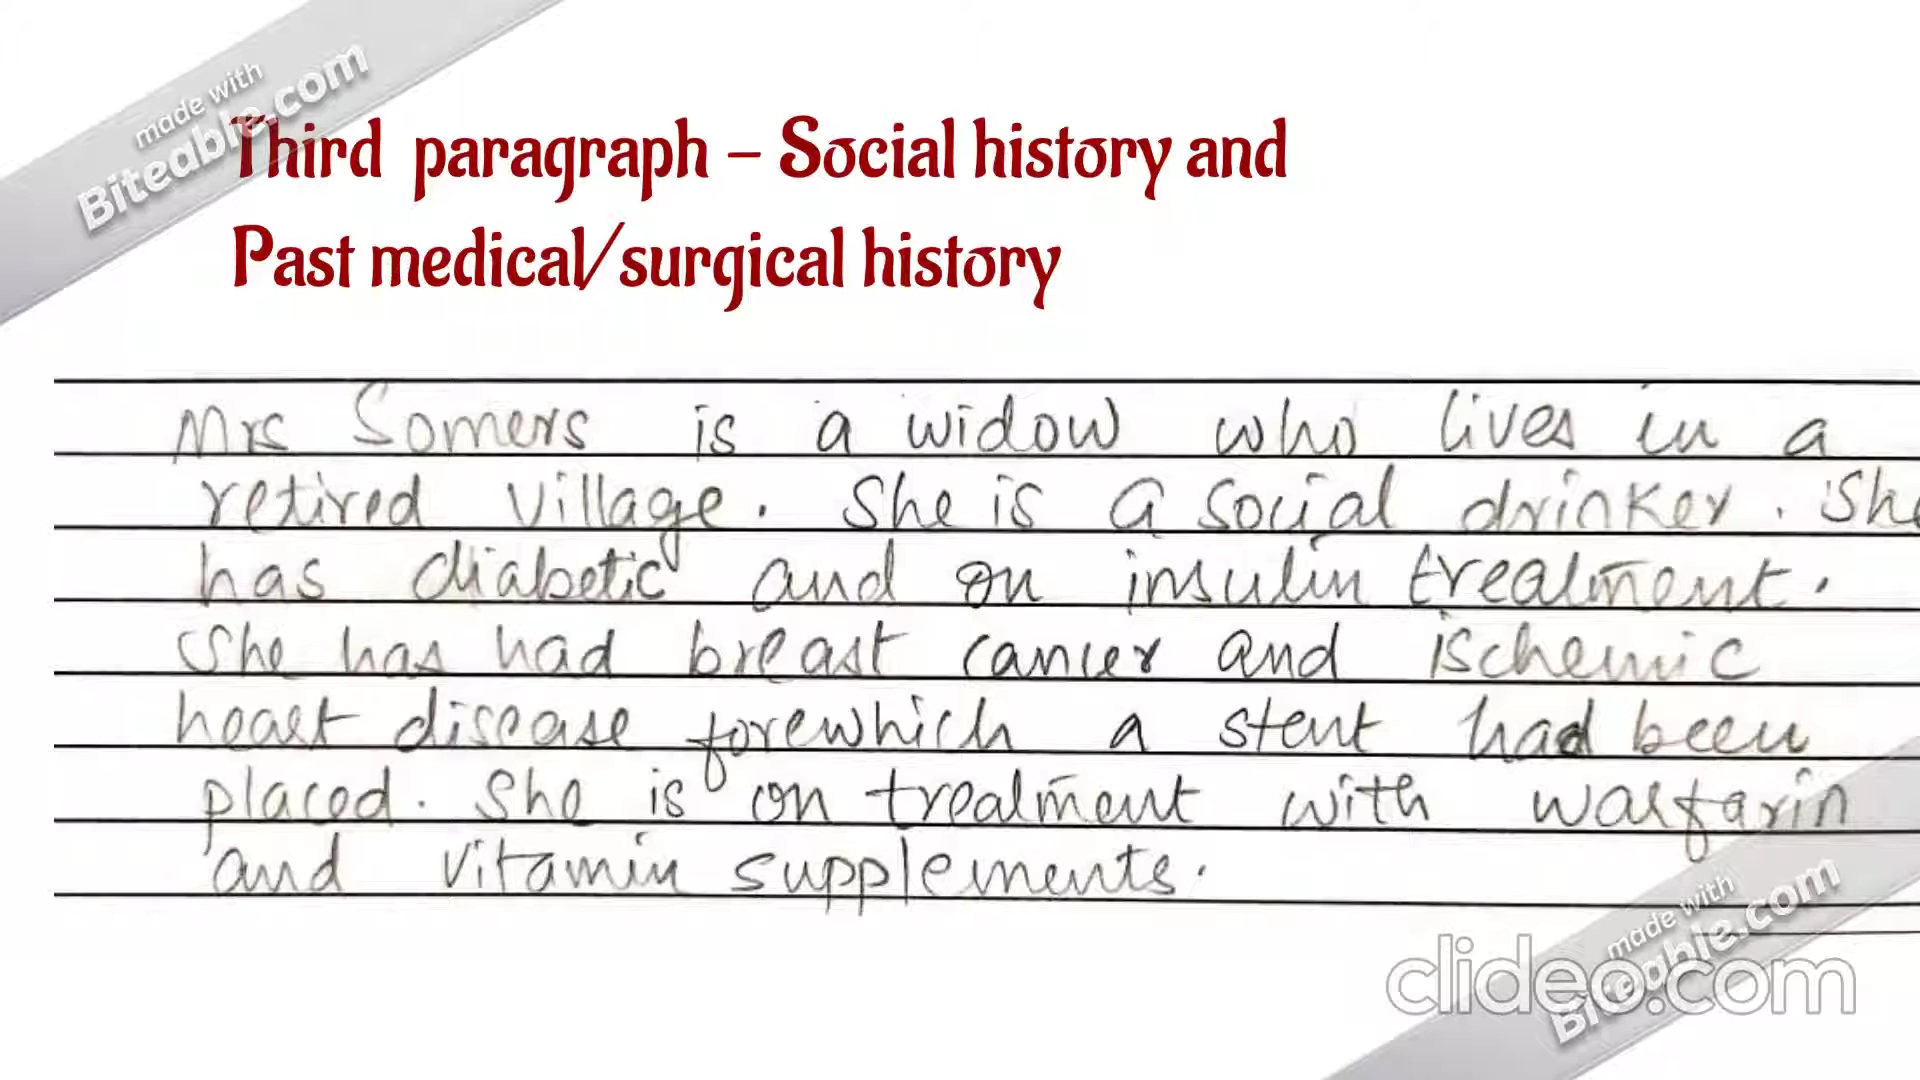 made with
Biteable.com
Third paragraph – Social history and
Past medical/surgical history
Mrs Somers is a widow who lives in a
retired village. She is a social drinker. She
has diabetic and on insulin treatment.
She has had breast cancer and ischemic
heart disease forewhich a stent had been
placed. She is on treatment with warfarin
and vitamin supplements.
made with
Biteable.com
clideo.com